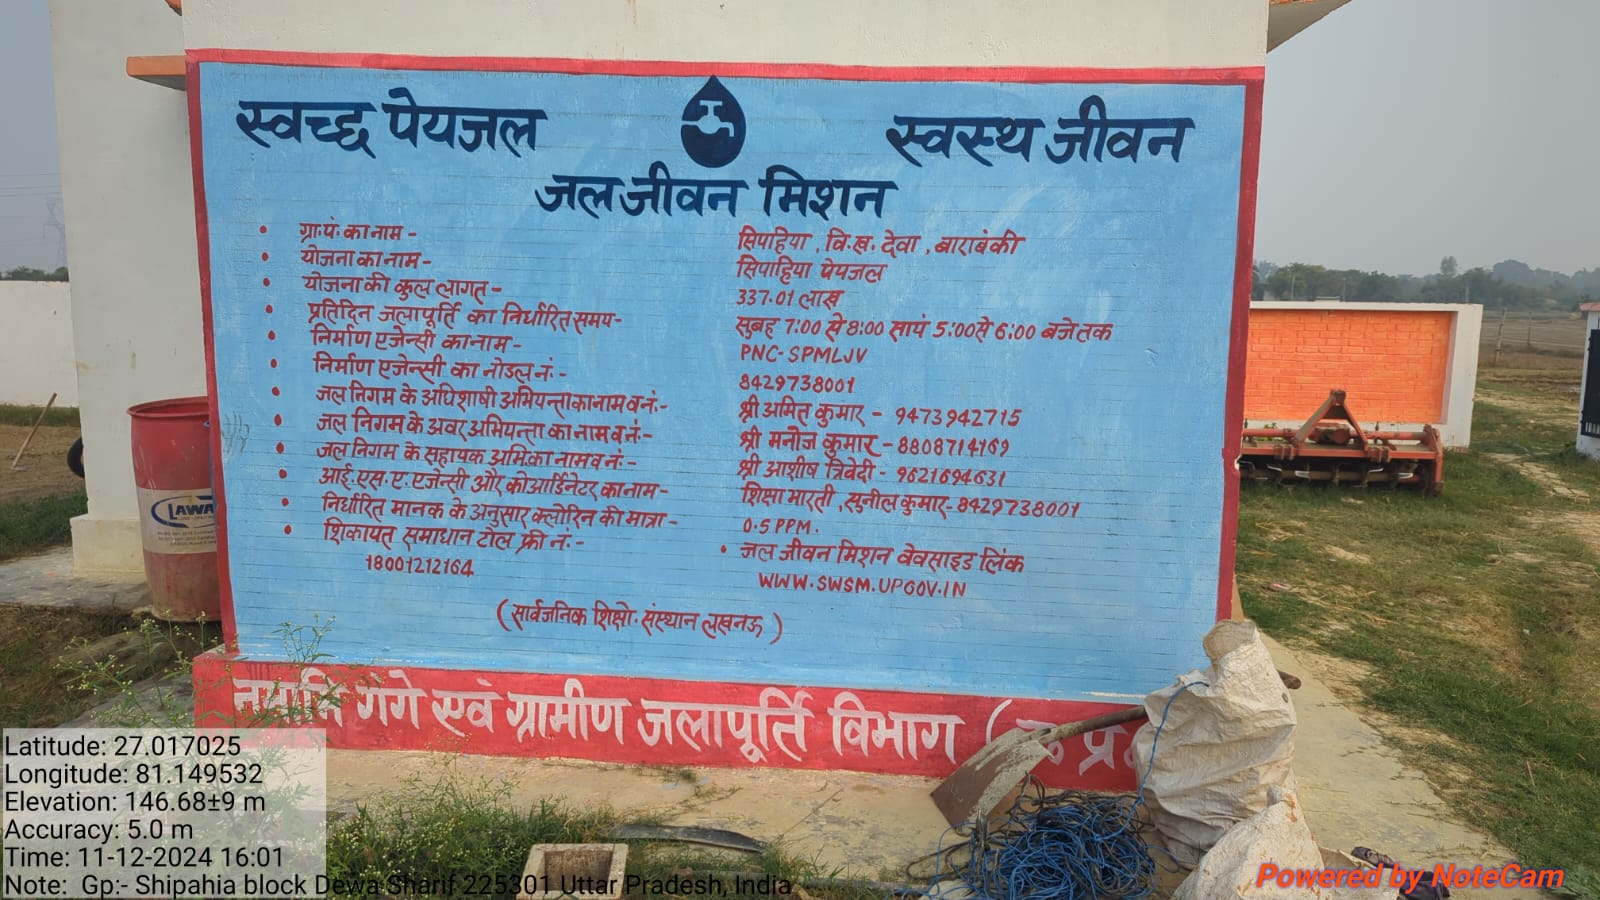 स्वच्छ पेयजल
स्वस्थ जीवन
जल जीवन मिशन
• ग्रा.पं. का नाम - सिपाहिया , वि.ख. देवा , बाराबंकी
• योजना का नाम - सिपाहिया पेयजल
• योजना की कुल लागत - 337.01 लाख
• प्रतिदिन जलापूर्ति का निर्धारित समय - सुबह 7:00 से 8:00 सायं 5:00 से 6:00 बजे तक
• निर्माण एजेन्सी का नाम - PNC-SPMLJV
• निर्माण एजेन्सी का नोडल नं. - 8429738001
• जल निगम के अधिशाषी अभियन्ता का नाम व नं. - श्री अमित कुमार - 9473942715
• जल निगम के अवर अभियन्ता का नाम व नं. - श्री मनोज कुमार - 8808714169
• जल निगम के सहायक अभि. का नाम व नं. - श्री आशीष त्रिवेदी - 9621694631
• आई.एस.ए. एजेन्सी और कोआर्डिनेटर का नाम - शिक्षा भारती , सुनील कुमार - 8429738001
• निर्धारित मानक के अनुसार क्लोरिन की मात्रा - 0.5 PPM.
• शिकायत समाधान टौल फ्री नं. -
18001212164
• जल जीवन मिशन वेवसाइड लिंक
WWW.SWSM.UPGOV.IN
(सार्वजनिक शिक्षो. संस्थान लखनऊ)
नमामि गंगे एवं ग्रामीण जलापूर्ति विभाग (उ प्र
LAWA
Latitude: 27.017025
Longitude: 81.149532
Elevation: 146.68±9 m
Accuracy: 5.0 m
Time: 11-12-2024 16:01
Note: Gp:- Shipahia block Dewa Sharif 225301 Uttar Pradesh, India
Powered by NoteCam